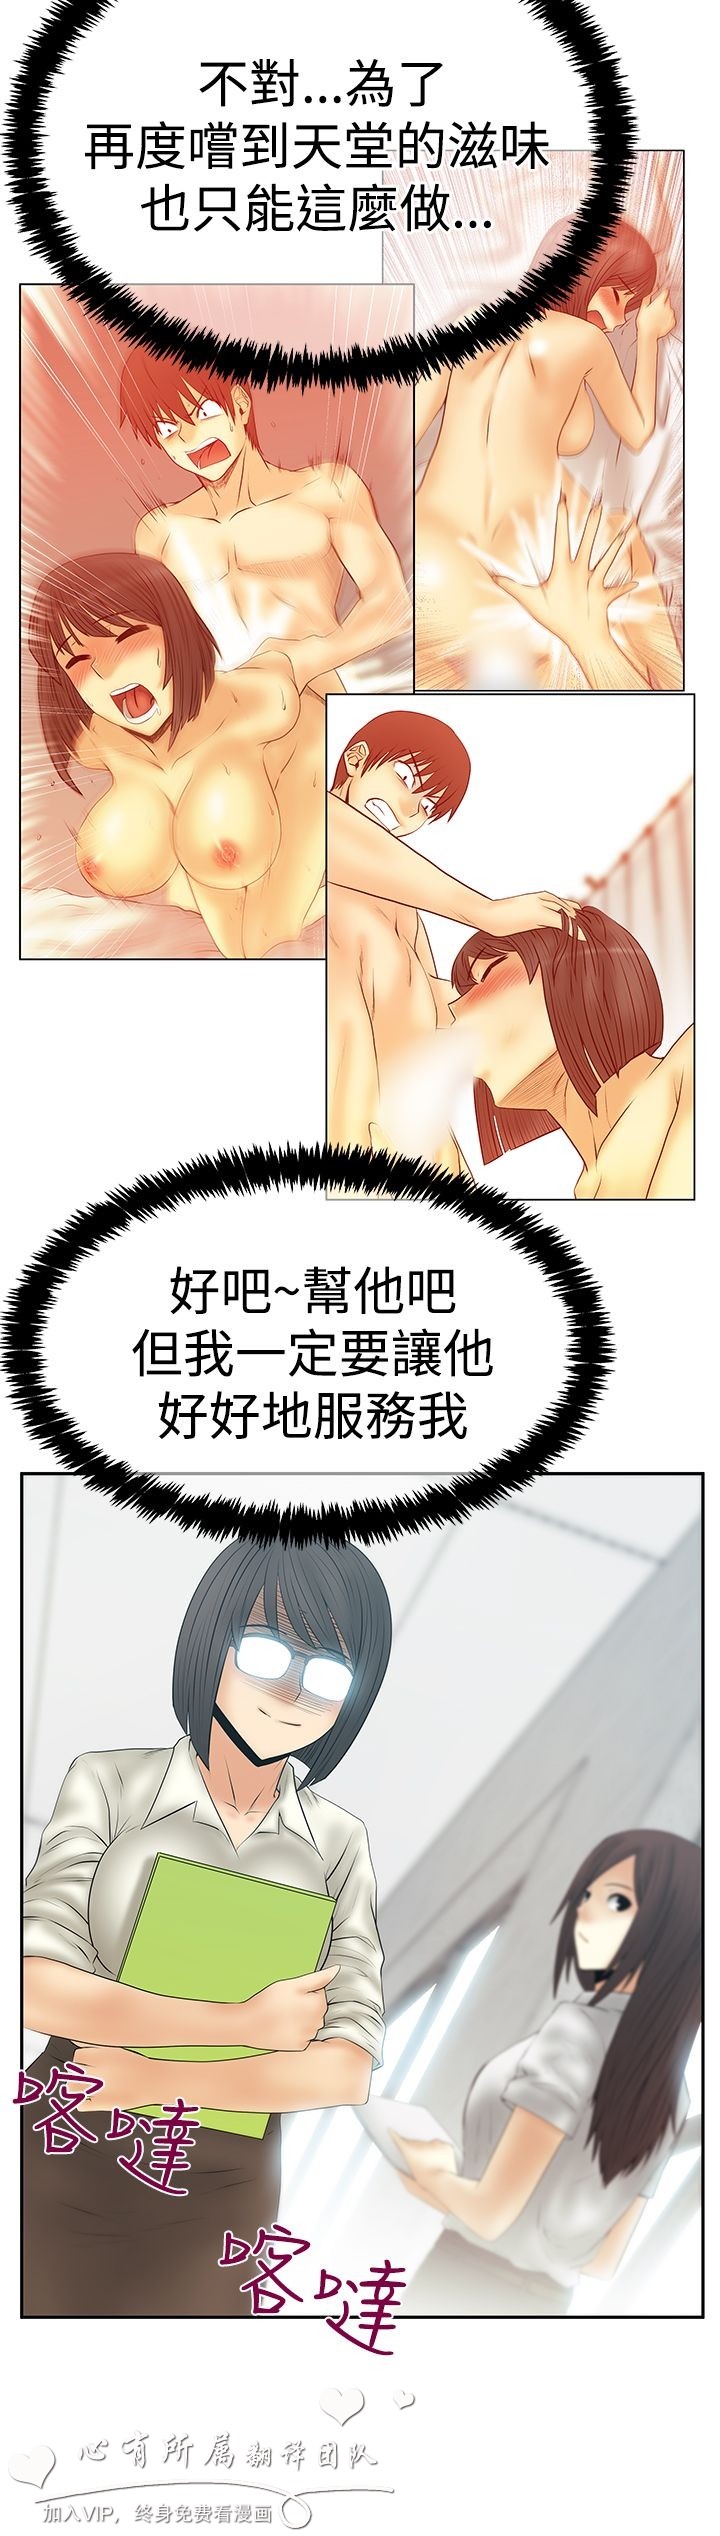 不對...為了
再度嚐到天堂的滋味
也只能這麼做...
好吧~幫他吧
但我一定要讓他
好好地服務我
喀達
喀達
心有所属翻译团队
加入VIP，终身免费看漫画